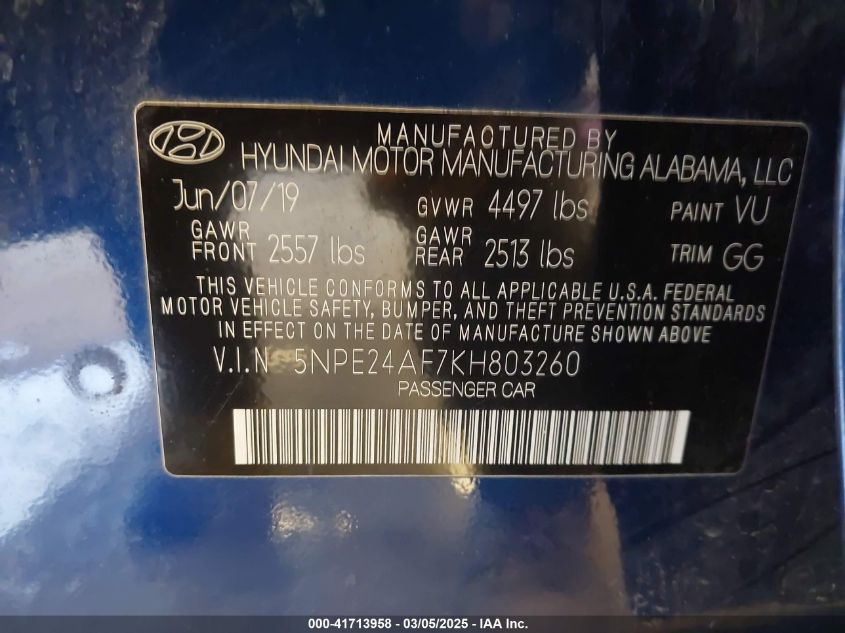 MANUFACTURED BY
HYUNDAI MOTOR MANUFACTURING ALABAMA, LLC
Jun/07/19 GVWR 4497 lbs PAINT VU
GAWR FRONT 2557 lbs GAWR REAR 2513 lbs TRIM GG
THIS VEHICLE CONFORMS TO ALL APPLICABLE U.S.A. FEDERAL
MOTOR VEHICLE SAFETY, BUMPER, AND THEFT PREVENTION STANDARDS
IN EFFECT ON THE DATE OF MANUFACTURE SHOWN ABOVE
V.I.N 5NPE24AF7KH803260
PASSENGER CAR
000-41713958 - 03/05/2025 - IAA Inc.